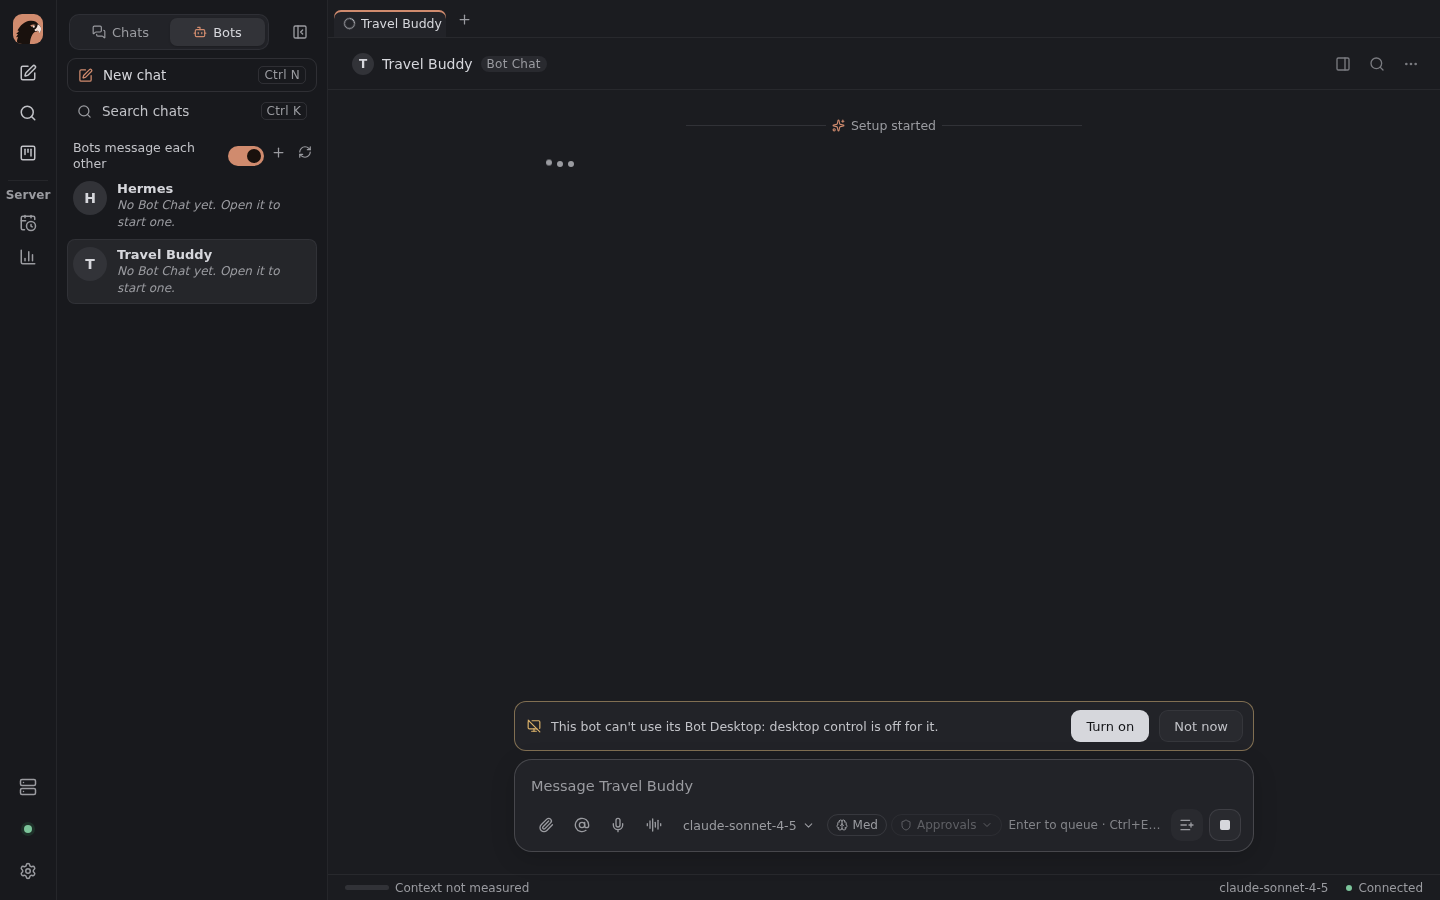 Chats
Bots
New chat
Ctrl N
Search chats
Ctrl K
Bots message each
other
Server
H
Hermes
No Bot Chat yet. Open it to
start one.
T
Travel Buddy
No Bot Chat yet. Open it to
start one.
Travel Buddy
T
Travel Buddy
Bot Chat
Setup started
This bot can't use its Bot Desktop: desktop control is off for it.
Turn on
Not now
Message Travel Buddy
claude-sonnet-4-5
Med
Approvals
Enter to queue · Ctrl+E…
Context not measured
claude-sonnet-4-5
Connected